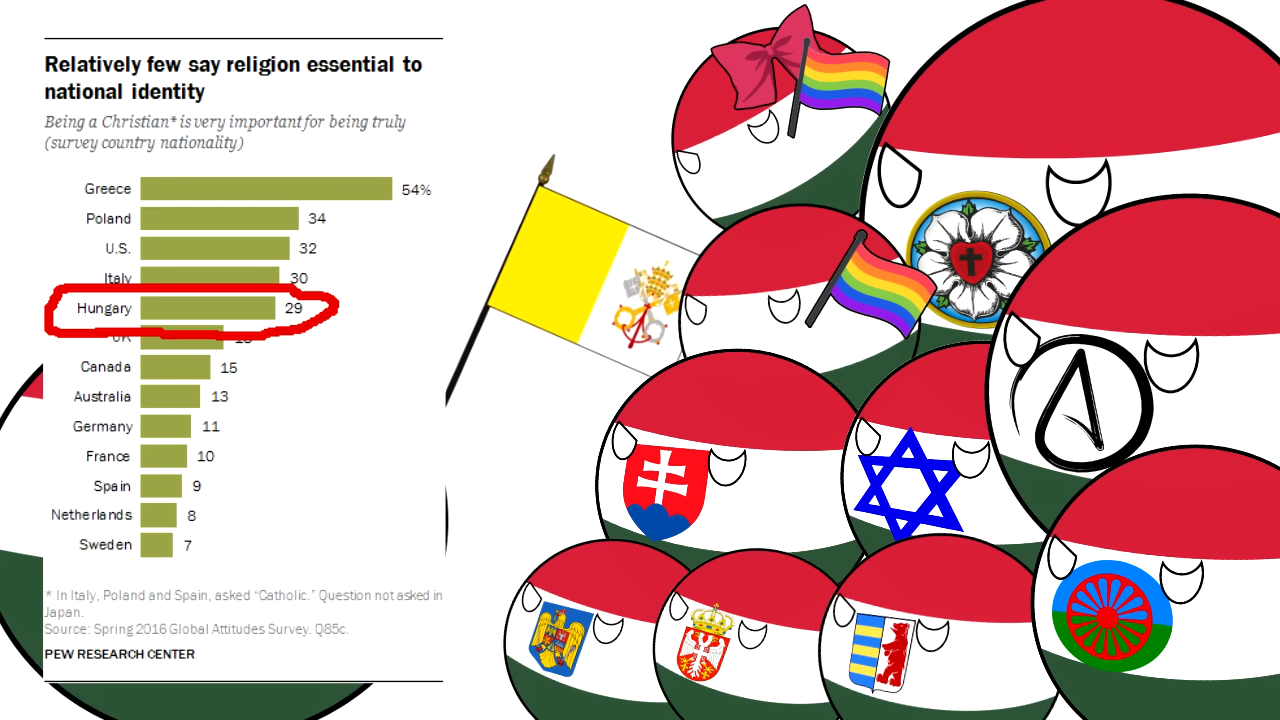 Relatively few say religion essential to
national identity
Being a Christian* is very important for being truly
(survey country nationality)
Greece 54%
Poland 34
U.S. 32
Italy 30
Hungary 29
UK
Canada 15
Australia 13
Germany 11
France 10
Spain 9
Netherlands 8
Sweden 7
* In Italy, Poland and Spain, asked “Catholic.” Question not asked in
Japan.
Source: Spring 2016 Global Attitudes Survey, Q85c.
PEW RESEARCH CENTER